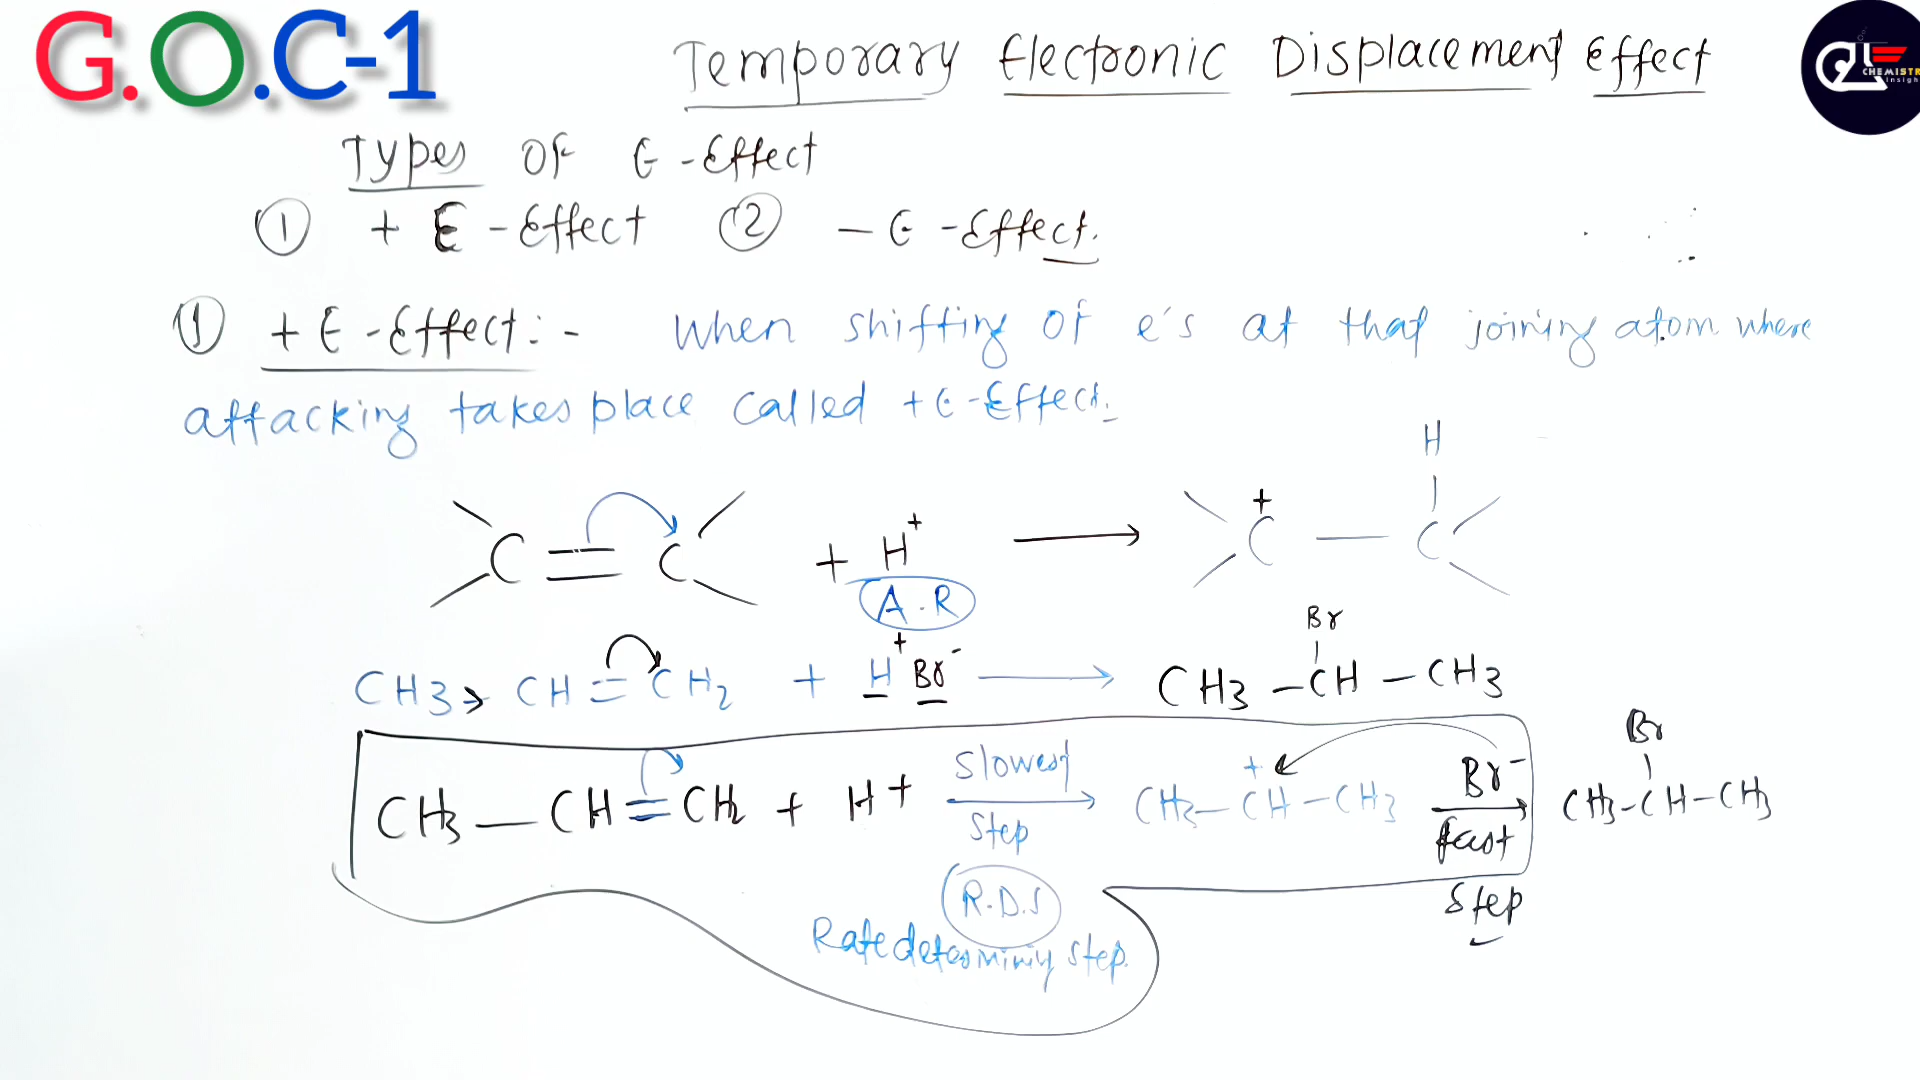 G.O.C-1
Temporary Electronic Displacement Effect
CHEMISTR
insigh
Types OF E-Effect
① + E-Effect ② - E-Effect.
① + E-Effect:- When shifting of e's at that joining atom where
attacking takes place called + E-Effect.
C = C + H⁺ → C⁺ - C
H
A.R
Br
CH3 > CH = CH2 + H⁺ Br⁻ → CH3 - CH - CH3
Br
CH3 - CH = CH2 + H+ Slowest Step → CH3 - CH⁺ - CH3 Br⁻ fast Step → CH3 - CH - CH3
R.D.S
Rate determining step.